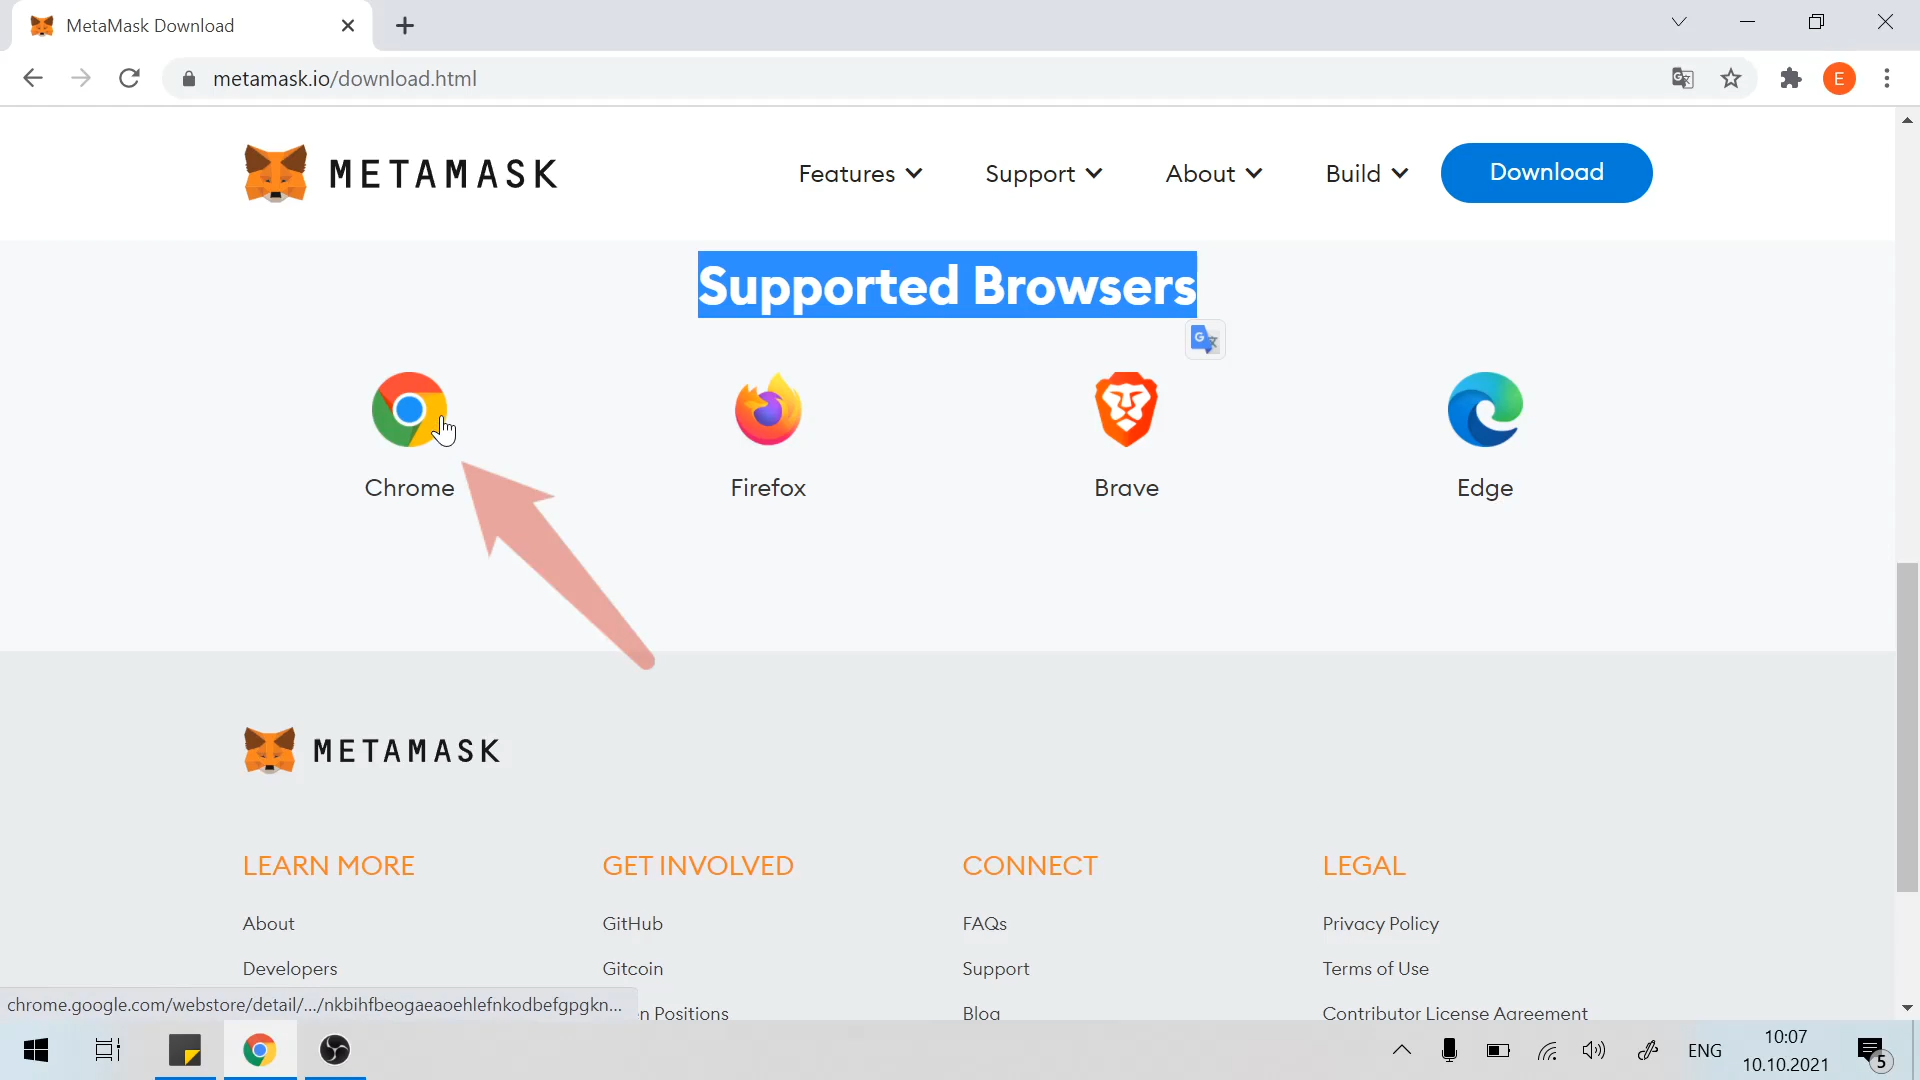 MetaMask Download
metamask.io/download.html
E
METAMASK
Features
Support
About
Build
Download
Supported Browsers
Chrome
Firefox
Brave
Edge
METAMASK
LEARN MORE
GET INVOLVED
CONNECT
LEGAL
About
GitHub
FAQs
Privacy Policy
Developers
Gitcoin
Support
Terms of Use
chrome.google.com/webstore/detail/.../nkbihfbeogaeaoehlefnkodbefgpgkn...
n Positions
Blog
Contributor License Agreement
ENG
10:07
10.10.2021
5